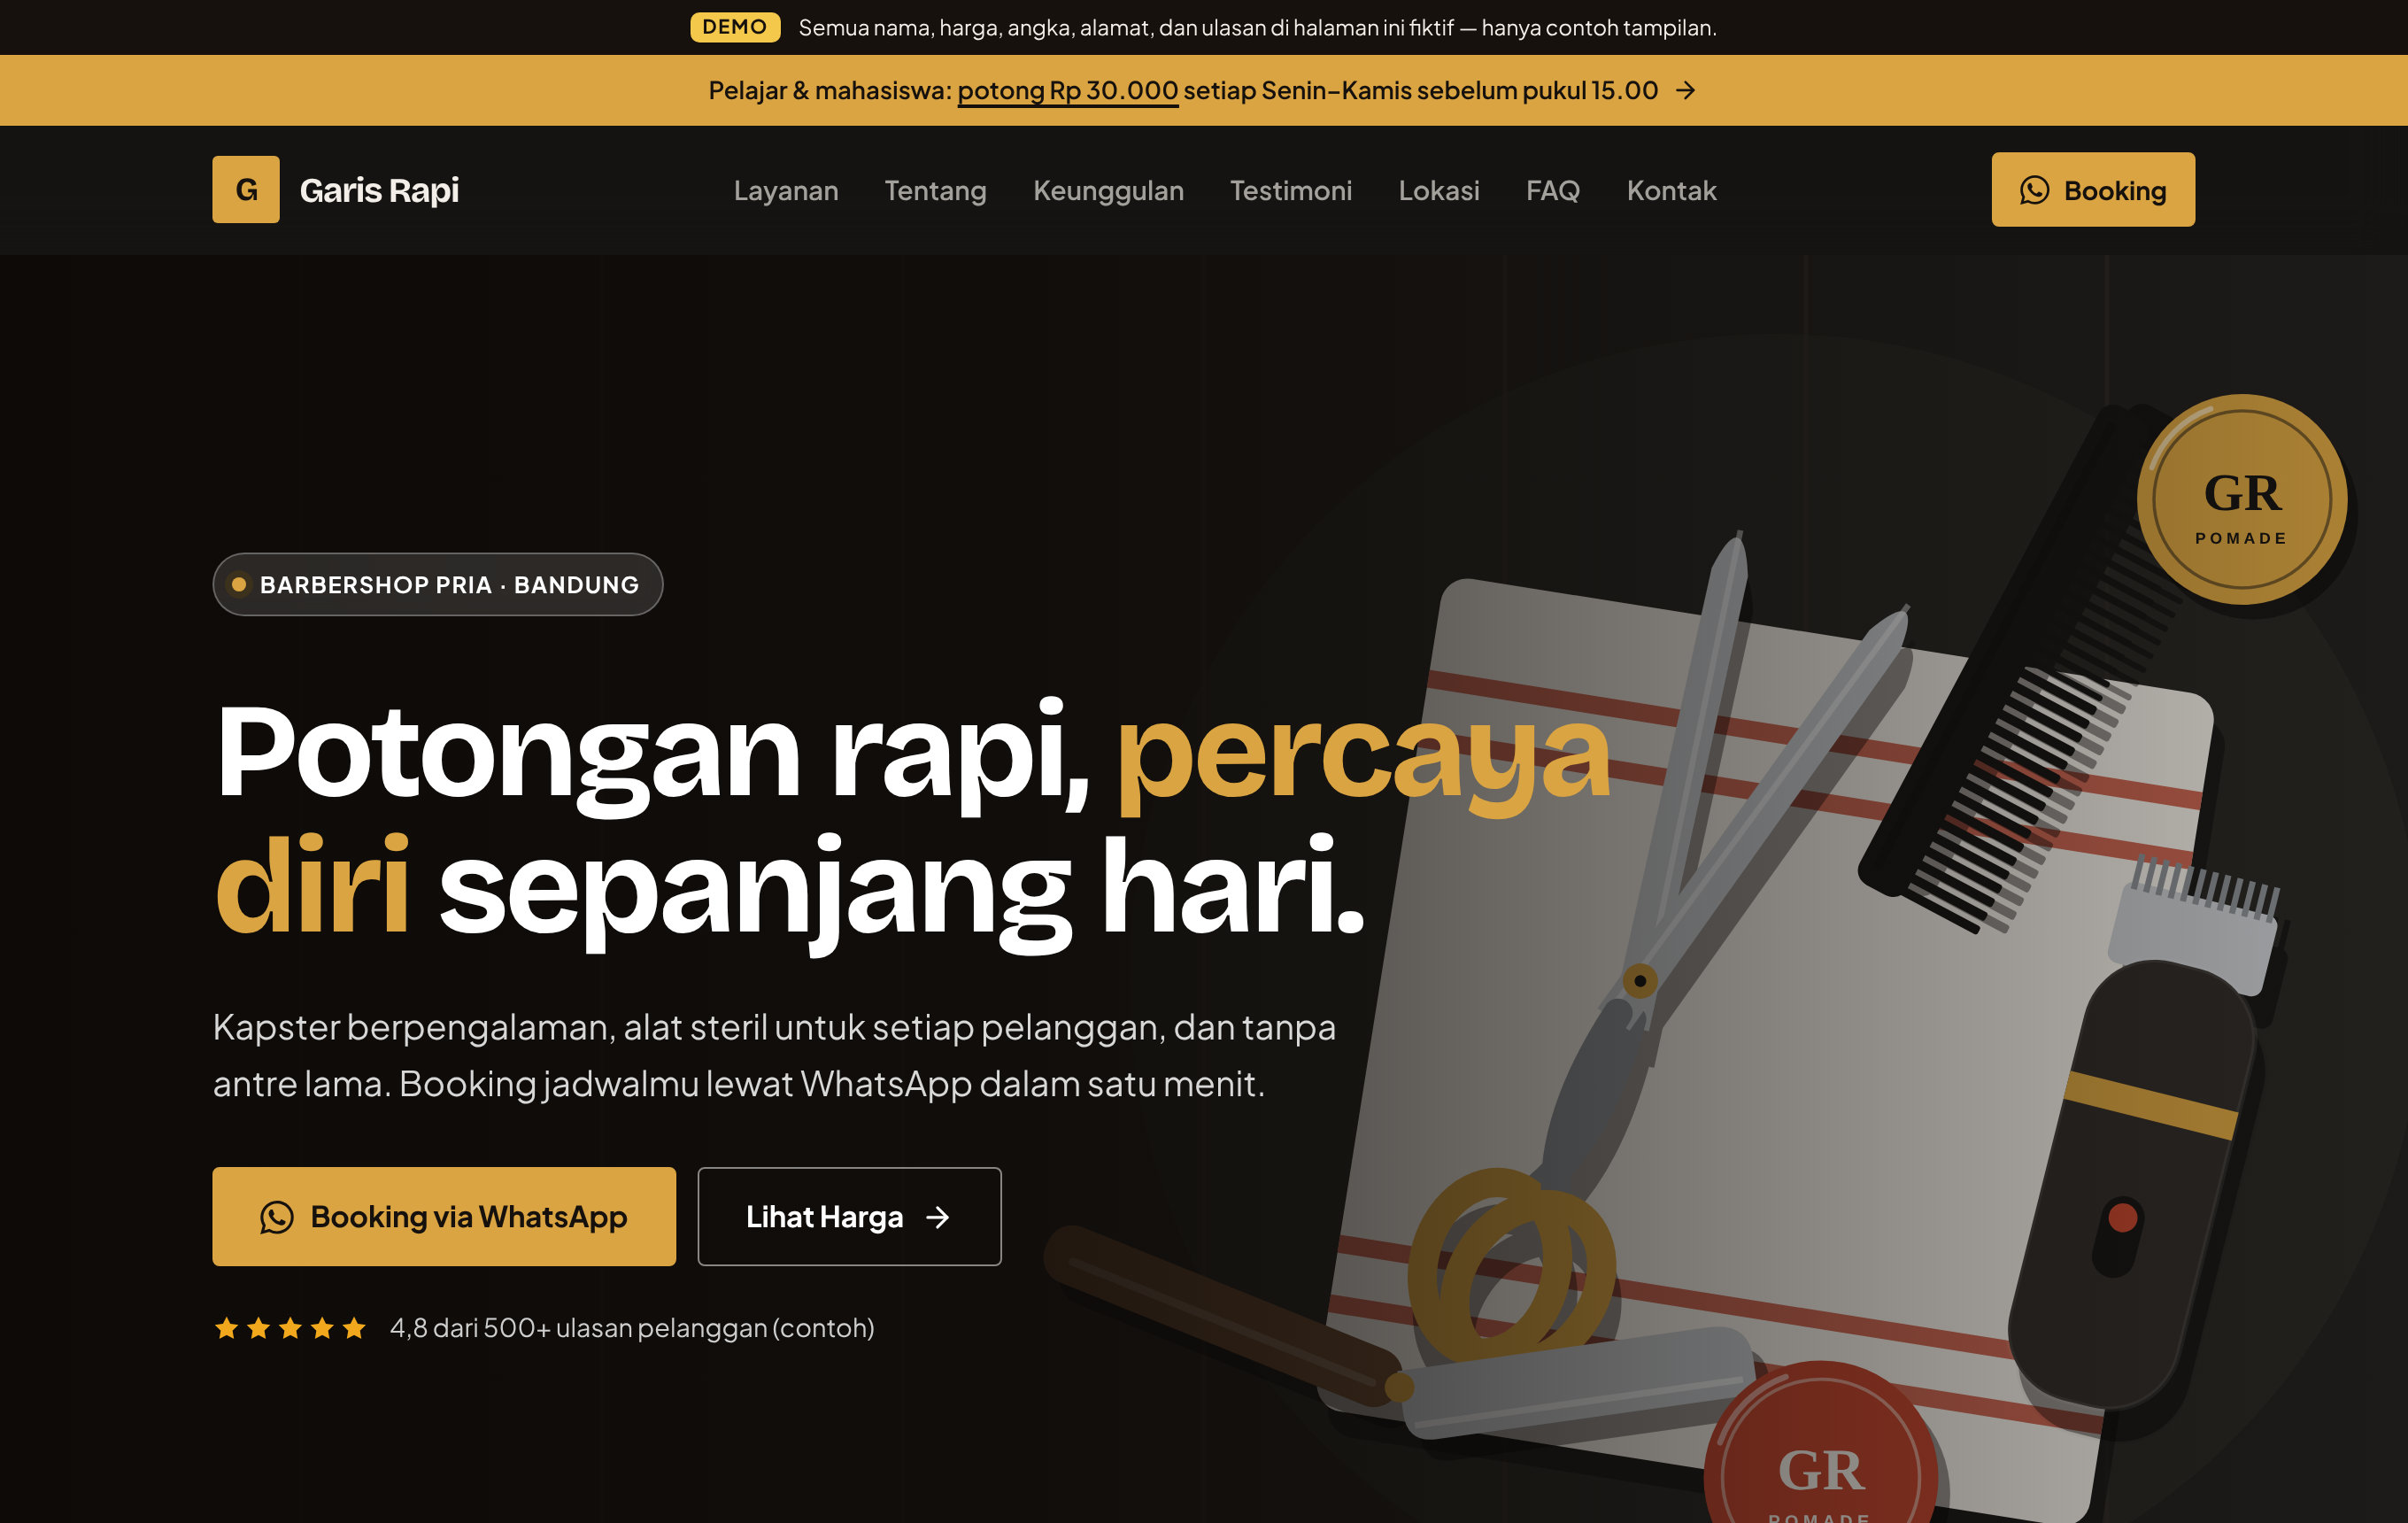 DEMO Semua nama, harga, angka, alamat, dan ulasan di halaman ini fiktif — hanya contoh tampilan.
Pelajar & mahasiswa: potong Rp 30.000 setiap Senin–Kamis sebelum pukul 15.00 →
G Garis Rapi Layanan Tentang Keunggulan Testimoni Lokasi FAQ Kontak Booking
GR
POMADE
BARBERSHOP PRIA · BANDUNG
Potongan rapi, percaya
diri sepanjang hari.
Kapster berpengalaman, alat steril untuk setiap pelanggan, dan tanpa
antre lama. Booking jadwalmu lewat WhatsApp dalam satu menit.
Booking via WhatsApp Lihat Harga →
4,8 dari 500+ ulasan pelanggan (contoh)
GR
POMADE